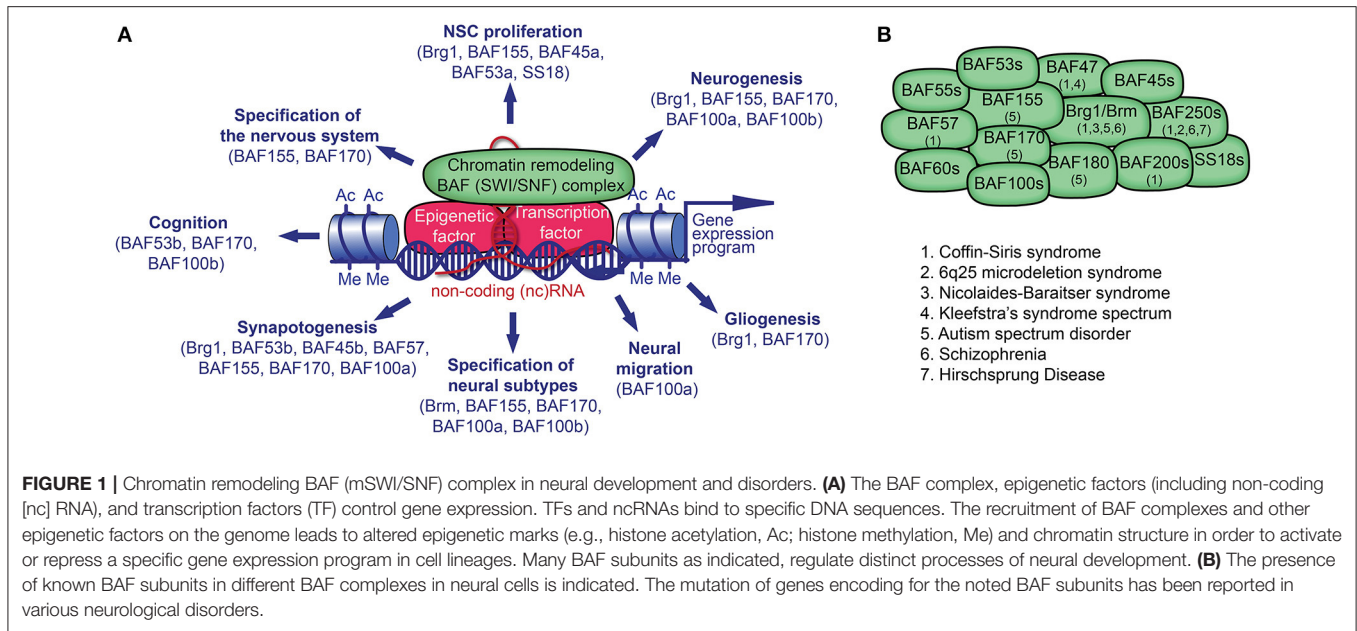 A
NSC proliferation
(Brg1, BAF155, BAF45a,
BAF53a, SS18)
Neurogenesis
(Brg1, BAF155, BAF170,
BAF100a, BAF100b)
Specification of
the nervous system
(BAF155, BAF170)
Chromatin remodeling
BAF (SWI/SNF) complex
Ac Ac
Ac Ac
Epigenetic
factor
Transcription
factor
Gene
expression
program
Cognition
(BAF53b, BAF170,
BAF100b)
Me Me
Me Me
non-coding (nc)RNA
Synapotogenesis
(Brg1, BAF53b, BAF45b, BAF57,
BAF155, BAF170, BAF100a)
Specification of
neural subtypes
(Brm, BAF155, BAF170,
BAF100a, BAF100b)
Neural
migration
(BAF100a)
Gliogenesis
(Brg1, BAF170)
B
BAF53s
BAF47
(1,4)
BAF45s
BAF55s
BAF155
(5)
Brg1/Brm
(1,3,5,6)
BAF250s
(1,2,6,7)
BAF57
(1)
BAF170
(5)
BAF60s
BAF100s
BAF180
(5)
BAF200s
(1)
SS18s
1. Coffin-Siris syndrome
2. 6q25 microdeletion syndrome
3. Nicolaides-Baraitser syndrome
4. Kleefstra's syndrome spectrum
5. Autism spectrum disorder
6. Schizophrenia
7. Hirschsprung Disease
FIGURE 1 | Chromatin remodeling BAF (mSWI/SNF) complex in neural development and disorders. (A) The BAF complex, epigenetic factors (including non-coding
[nc] RNA), and transcription factors (TF) control gene expression. TFs and ncRNAs bind to specific DNA sequences. The recruitment of BAF complexes and other
epigenetic factors on the genome leads to altered epigenetic marks (e.g., histone acetylation, Ac; histone methylation, Me) and chromatin structure in order to activate
or repress a specific gene expression program in cell lineages. Many BAF subunits as indicated, regulate distinct processes of neural development. (B) The presence
of known BAF subunits in different BAF complexes in neural cells is indicated. The mutation of genes encoding for the noted BAF subunits has been reported in
various neurological disorders.